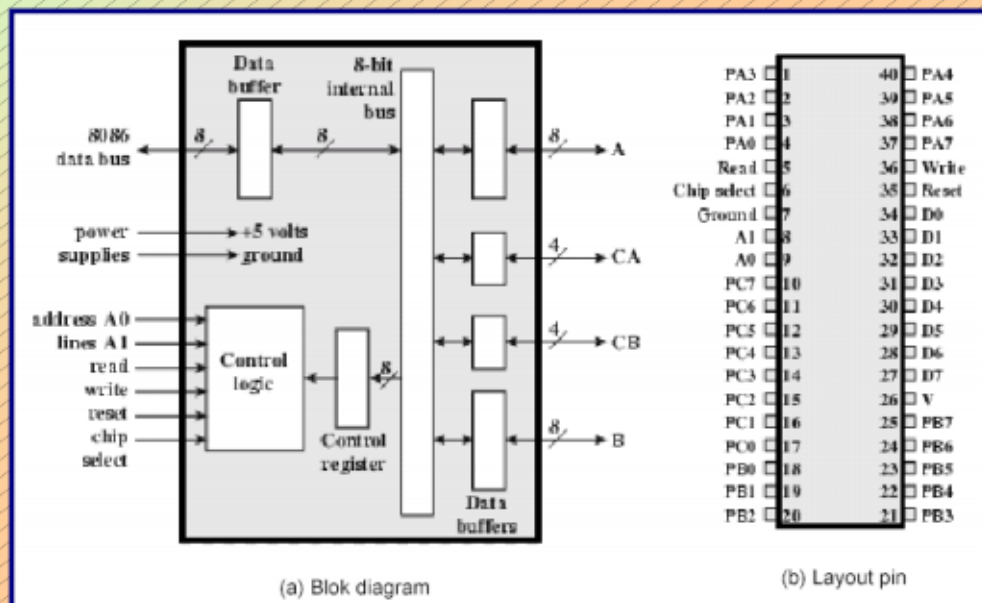 Data
buffer
8-bit
internal
bus
8086
data bus
8
8
8
A
power
supplies
+5 volts
ground
4
CA
address A0
lines A1
read
write
reset
chip
select
Control
logic
Control
register
8
4
CB
8
B
Data
buffers
(a) Blok diagram
PA3 1 40 PA4
PA2 2 39 PA5
PA1 3 38 PA6
PA0 4 37 PA7
Read 5 36 Write
Chip select 6 35 Reset
Ground 7 34 D0
A1 8 33 D1
A0 9 32 D2
PC7 10 31 D3
PC6 11 30 D4
PC5 12 29 D5
PC4 13 28 D6
PC3 14 27 D7
PC2 15 26 V
PC1 16 25 PB7
PC0 17 24 PB6
PB0 18 23 PB5
PB1 19 22 PB4
PB2 20 21 PB3
(b) Layout pin